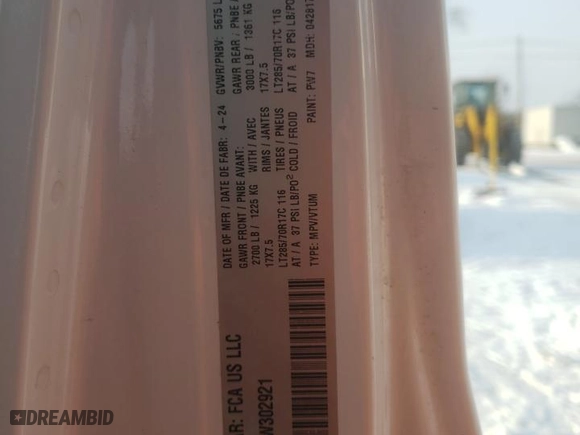 R: FCA US LLC
W302921
DATE OF MFR / DATE DE FABR: 4-24 GVWR/PNBV: 5675 L
GAWR FRONT / PNBE AVANT: GAWR REAR / PNBE A
2700 LB / 1225 KG WITH / AVEC 3000 LB / 1361 KG
17X7.5 RIMS / JANTES 17X7.5
LT285/70R17C 116 TIRES / PNEUS LT285/70R17C 116
AT / A 37 PSI LB/PO² COLD / FROID AT / A 37 PSI LB/PO
TYPE: MPV/VTUM PAINT: PW7 MDH: 04281
DREAMBID